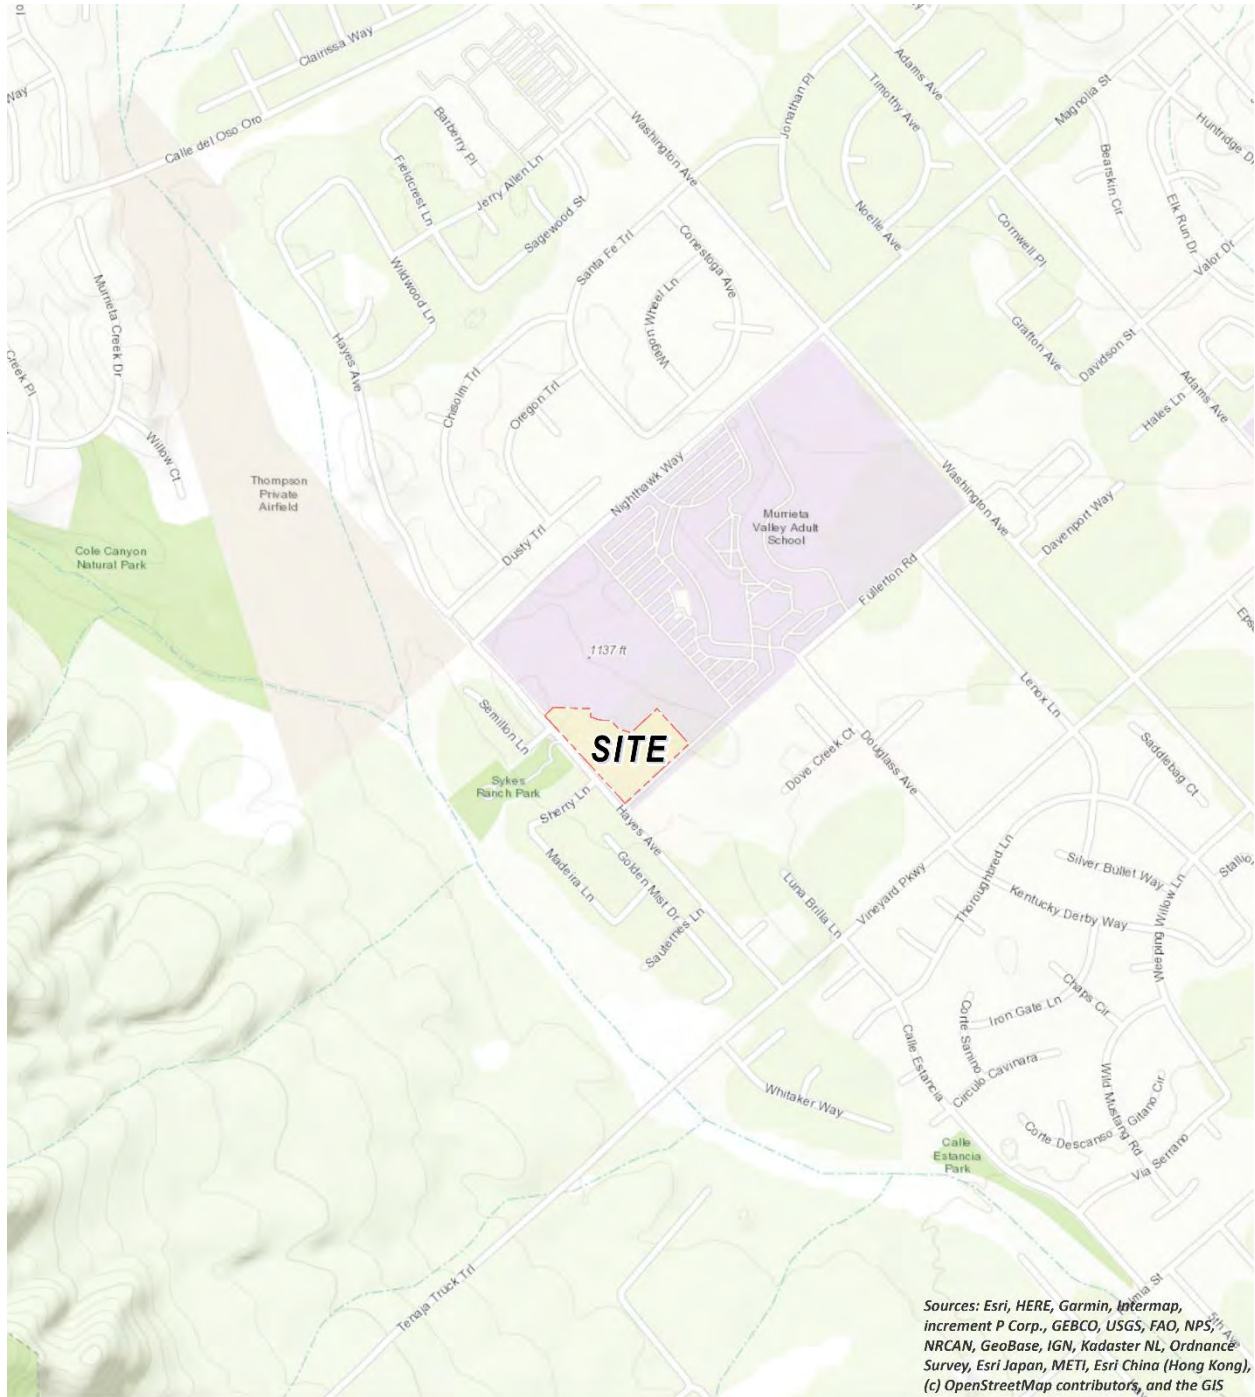 Way
Clairissa Way
Calle del Oso Oro
Barberry Pl
Fieldcrest Ln
Jerry Allen Ln
Sagewood St
Washington Ave
Jonathan Pl
Adams Ave
Timothy Ave
Magnolia St
Huntridge Dr
Bearskin Cir
Elk Run Dr
Valor Dr
Noelle Ave
Cornwell Pl
Santa Fe Trl
Conestoga Ave
Wagon Wheel Ln
Wildwood Ln
Hayes Ave
Murrieta Creek Dr
Creek Pl
Willow Ct
Chisolm Trl
Oregon Trl
Grafton Ave
Davidson St
Adams Ave
Hales Ln
Thompson
Private
Airfield
Nighthawk Way
Dusty Trl
Murrieta
Valley Adult
School
Washington Ave
Davenport Way
Fullerton Rd
Cole Canyon
Natural Park
1137 ft
Lenox Ln
Semillon Ln
SITE
Sykes
Ranch Park
Sherry Ln
Hayes Ave
Dove Creek Ct
Douglass Ave
Saddlebag Ct
Madeira Ln
Golden Mist Dr
Sauternes Ln
Luna Brilla Ln
Vineyard Pkwy
Thoroughbred Ln
Silver Bullet Way
Kentucky Derby Way
Weeping Willow Ln
Chaps Cir
Iron Gate Ln
Corte Sanino
Circulo Cavinara
Calle Estancia
Wild Mustang Rd
Gitano Cir
Corte Descanso
Via Serrano
Whitaker Way
Calle
Estancia
Park
Tenaja Truck Trl
5th Ave
Sources: Esri, HERE, Garmin, Intermap,
increment P Corp., GEBCO, USGS, FAO, NPS,
NRCAN, GeoBase, IGN, Kadaster NL, Ordnance
Survey, Esri Japan, METI, Esri China (Hong Kong),
(c) OpenStreetMap contributors, and the GIS